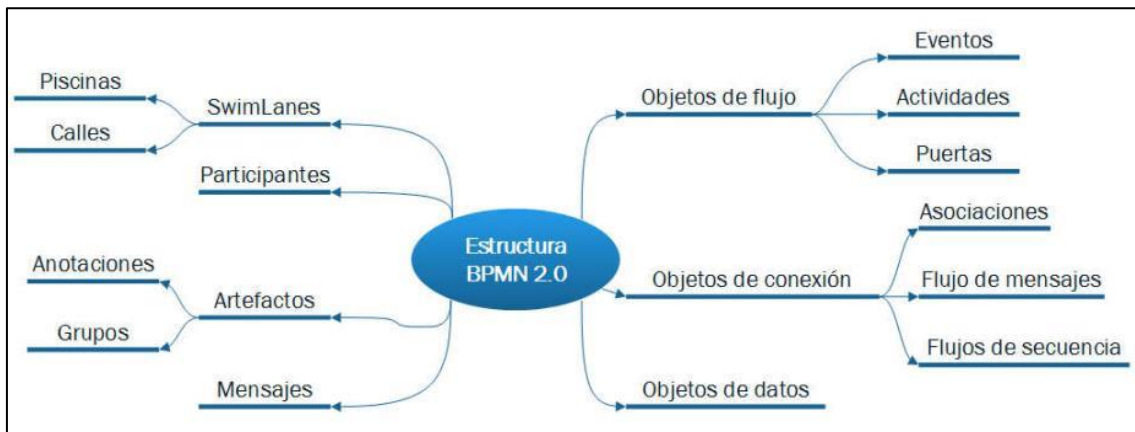 Piscinas
Calles
SwimLanes
Participantes
Anotaciones
Grupos
Artefactos
Mensajes
Estructura
BPMN 2.0
Objetos de flujo
Eventos
Actividades
Puertas
Objetos de conexión
Asociaciones
Flujo de mensajes
Flujos de secuencia
Objetos de datos